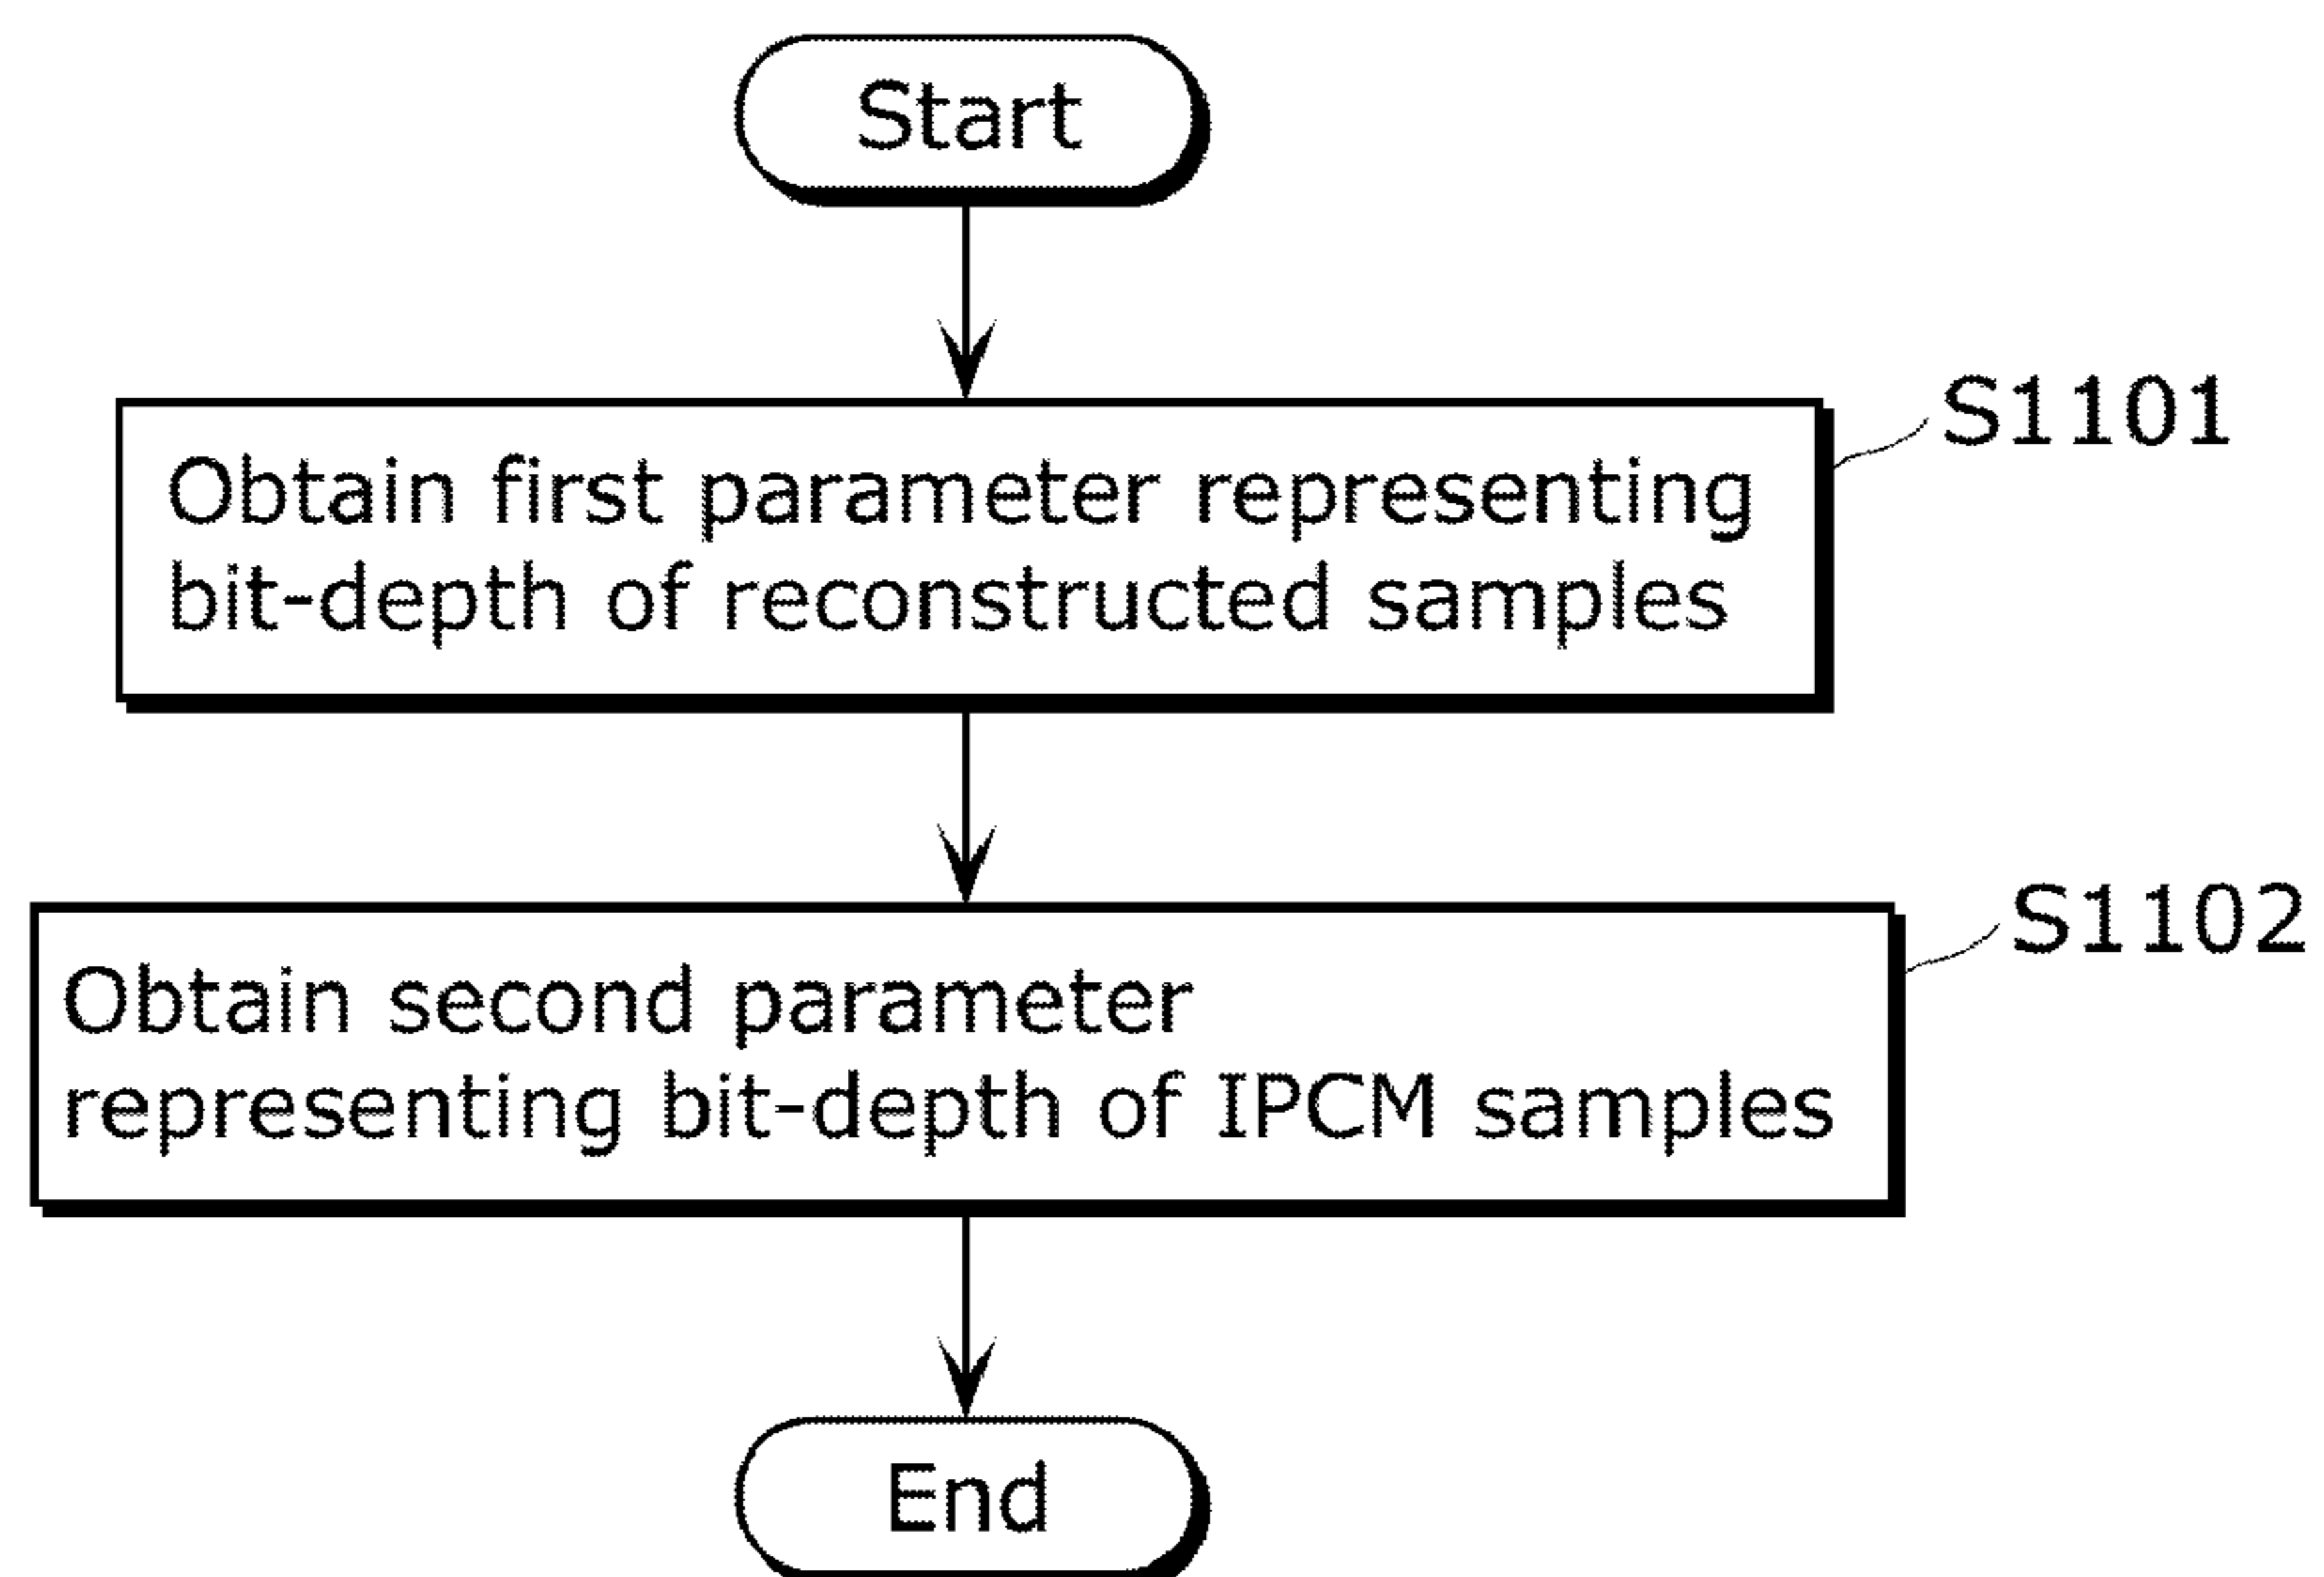 Start
S1101
Obtain first parameter representing
bit-depth of reconstructed samples
S1102
Obtain second parameter
representing bit-depth of IPCM samples
End